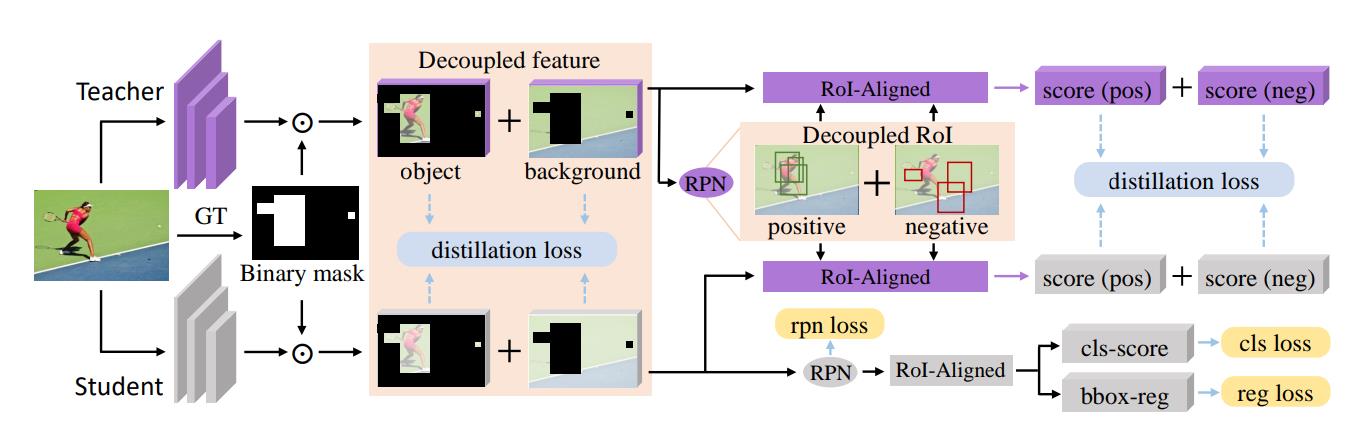 Teacher
GT
Binary mask
Student
Decoupled feature
object
+
background
distillation loss
+
RPN
RoI-Aligned
Decoupled RoI
+
positive
negative
RoI-Aligned
score (pos)
+
score (neg)
distillation loss
score (pos)
+
score (neg)
rpn loss
RPN
RoI-Aligned
cls-score
cls loss
bbox-reg
reg loss